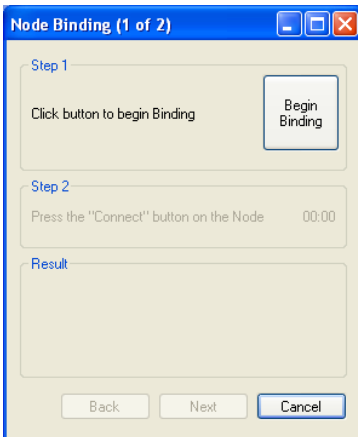 Node Binding (1 of 2)
Step 1
Click button to begin Binding
Begin
Binding
Step 2
Press the "Connect" button on the Node 00:00
Result
Back Next Cancel